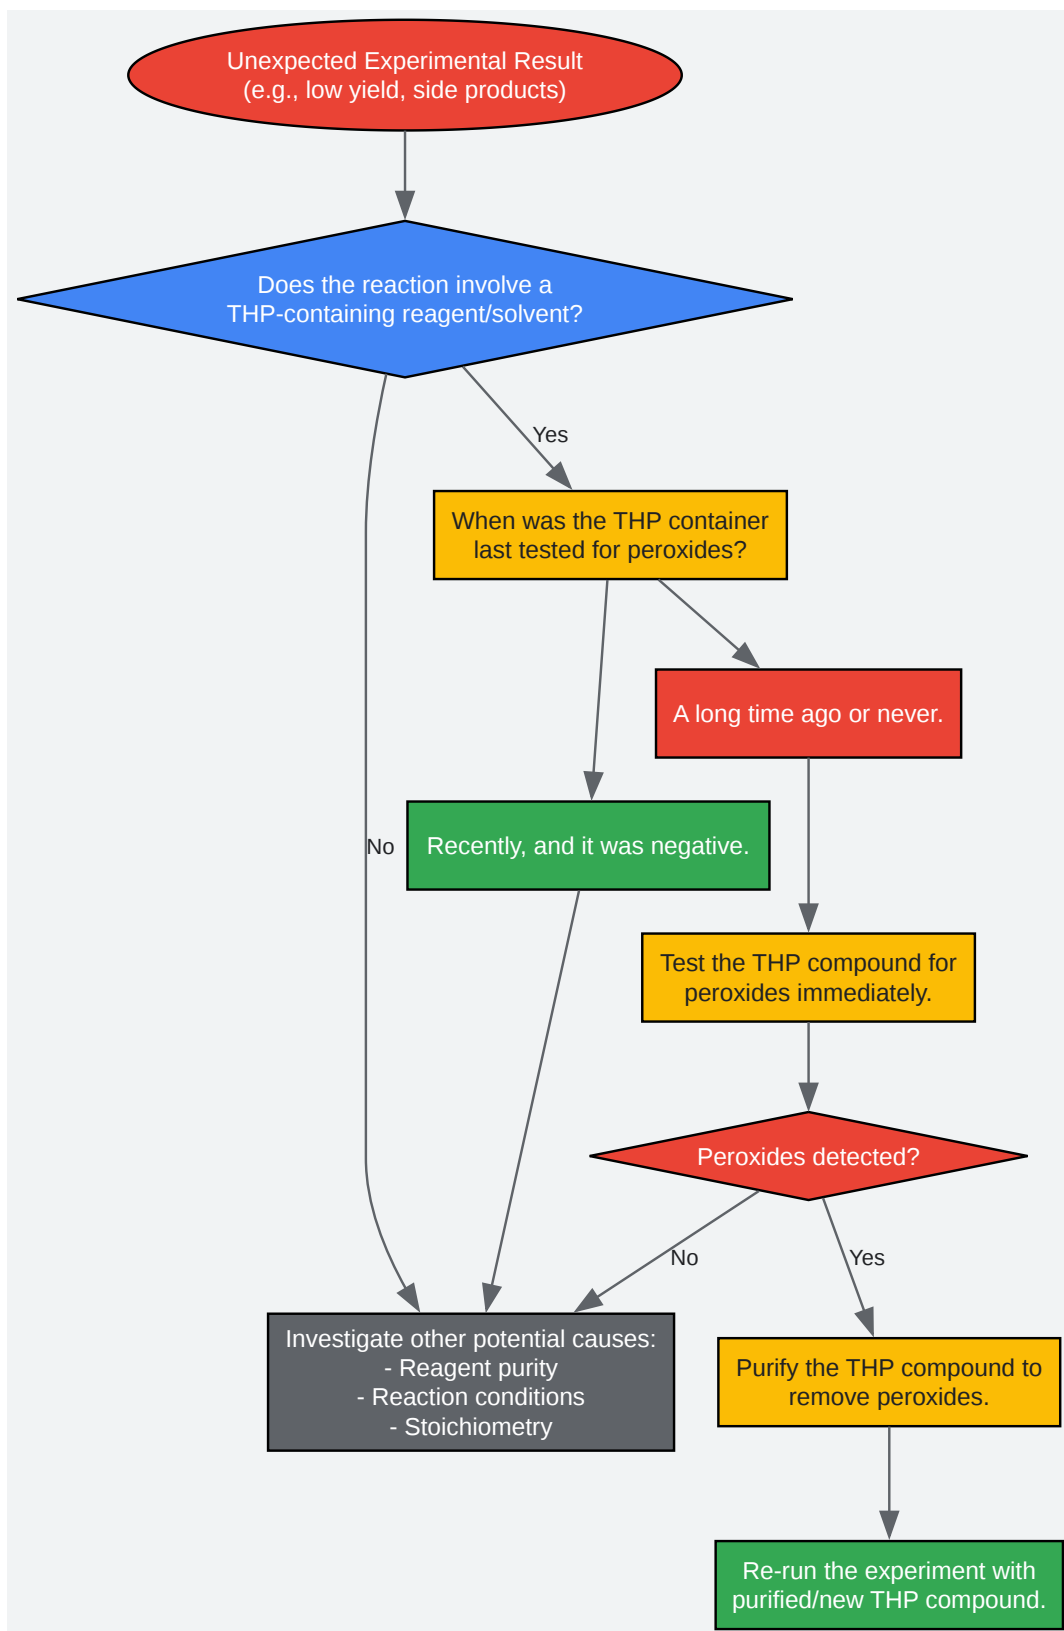 Unexpected Experimental Result
(e.g., low yield, side products)
Does the reaction involve a
THP-containing reagent/solvent?
Yes
When was the THP container
last tested for peroxides?
A long time ago or never.
No
Recently, and it was negative.
Test the THP compound for
peroxides immediately.
Peroxides detected?
No
Yes
Investigate other potential causes:
- Reagent purity
- Reaction conditions
- Stoichiometry
Purify the THP compound to
remove peroxides.
Re-run the experiment with
purified/new THP compound.